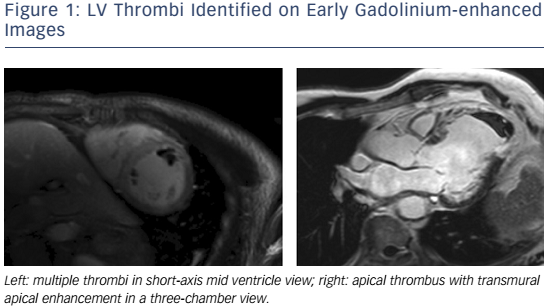 Figure 1: LV Thrombi Identified on Early Gadolinium-enhanced
Images
Left: multiple thrombi in short-axis mid ventricle view; right: apical thrombus with transmural
apical enhancement in a three-chamber view.